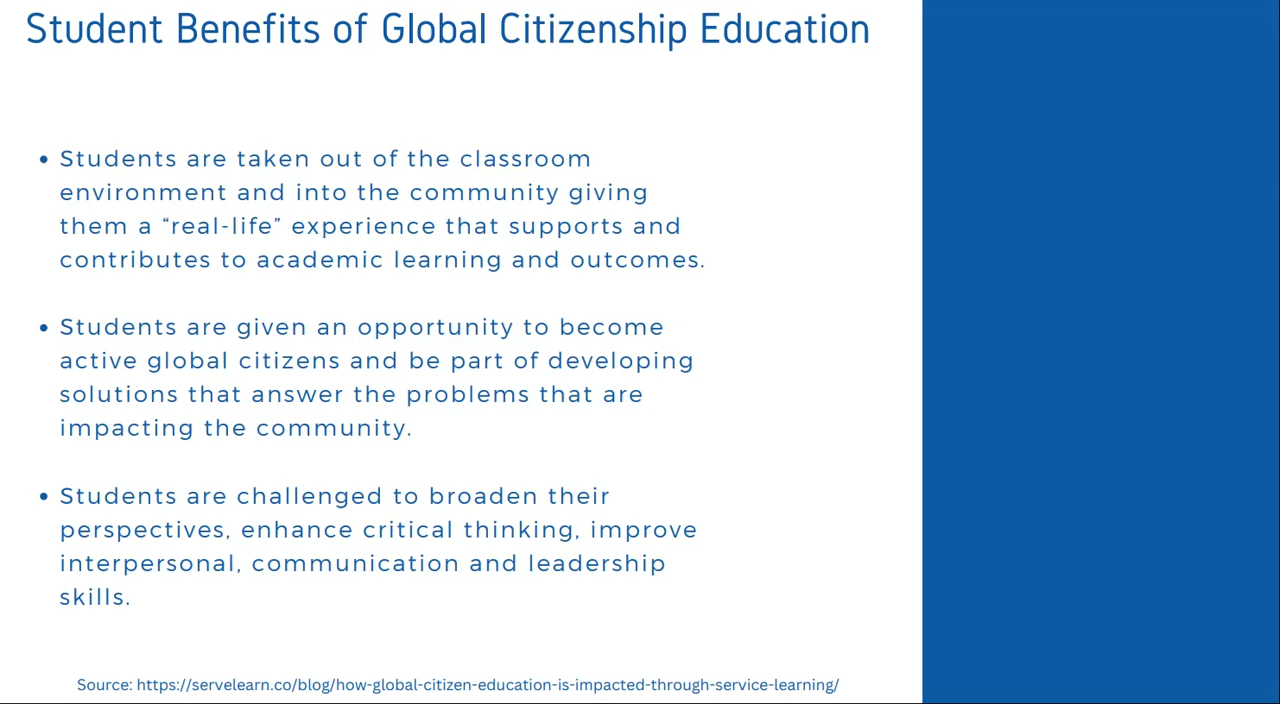 Student Benefits of Global Citizenship Education
• Students are taken out of the classroom
environment and into the community giving
them a “real-life” experience that supports and
contributes to academic learning and outcomes.
• Students are given an opportunity to become
active global citizens and be part of developing
solutions that answer the problems that are
impacting the community.
• Students are challenged to broaden their
perspectives, enhance critical thinking, improve
interpersonal, communication and leadership
skills.
Source: https://servelearn.co/blog/how-global-citizen-education-is-impacted-through-service-learning/